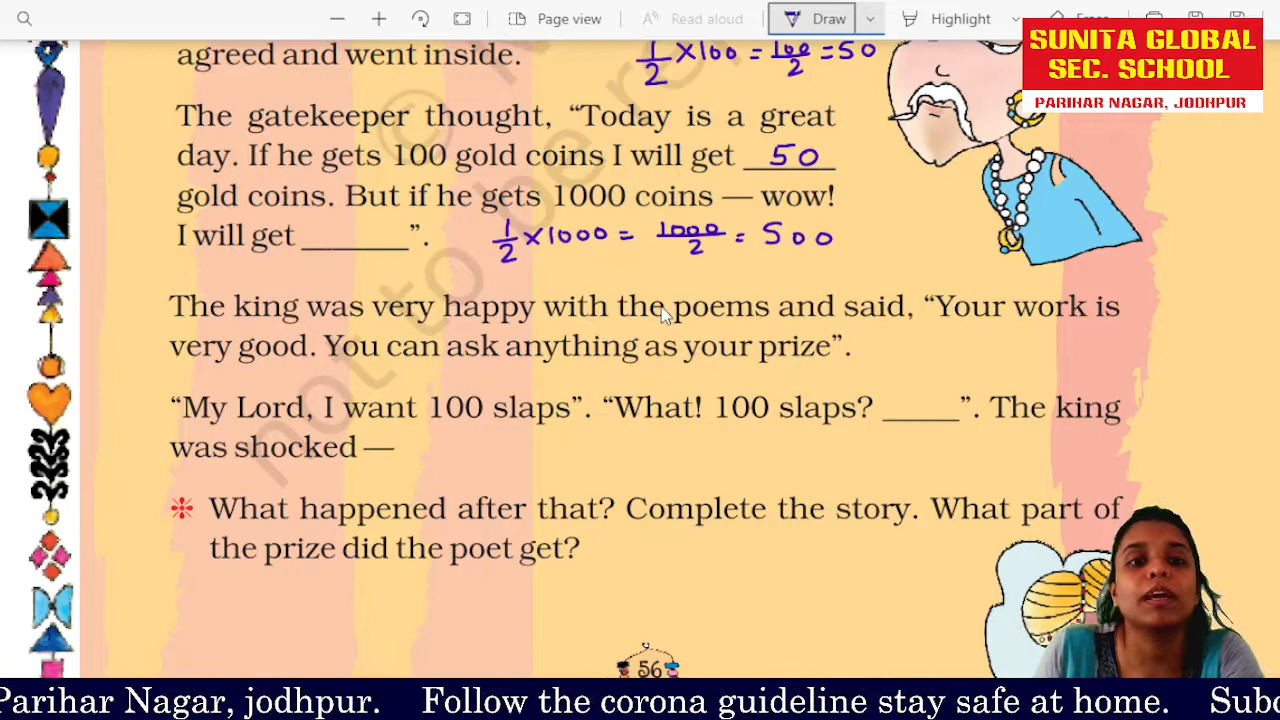 Page view
Read aloud
Draw
Highlight
SUNITA GLOBAL
SEC. SCHOOL
PARIHAR NAGAR, JODHPUR
agreed and went inside.
1/2 × 100 = 100/2 = 50
The gatekeeper thought, “Today is a great
day. If he gets 100 gold coins I will get 50
gold coins. But if he gets 1000 coins — wow!
I will get _______”.
1/2 × 1000 = 1000/2 = 500
The king was very happy with the poems and said, “Your work is
very good. You can ask anything as your prize”.
“My Lord, I want 100 slaps”. “What! 100 slaps? _____”. The king
was shocked —
❉ What happened after that? Complete the story. What part of
the prize did the poet get?
56
not to be re
Parihar Nagar, jodhpur. Follow the corona guideline stay safe at home.